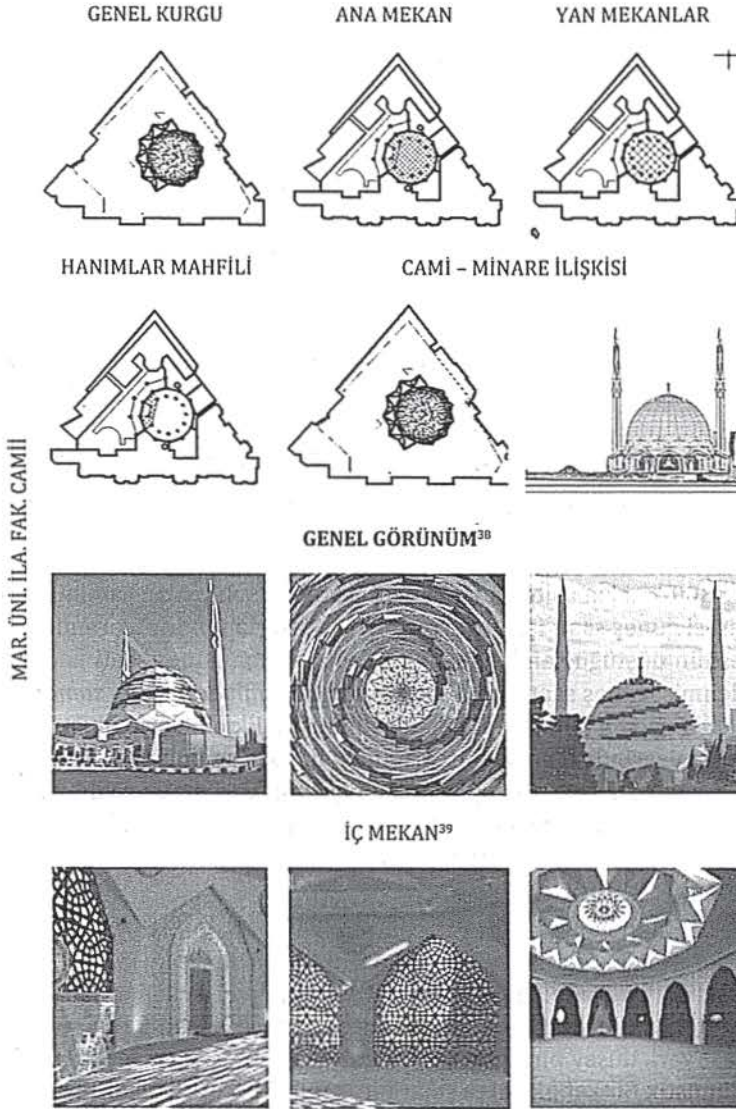 GENEL KURGU
ANA MEKAN
YAN MEKANLAR
HANIMLAR MAHFİLİ
CAMİ – MİNARE İLİŞKİSİ
MAR. ÜNİ. İLA. FAK. CAMİİ
GENEL GÖRÜNÜM³⁸
İÇ MEKAN³⁹